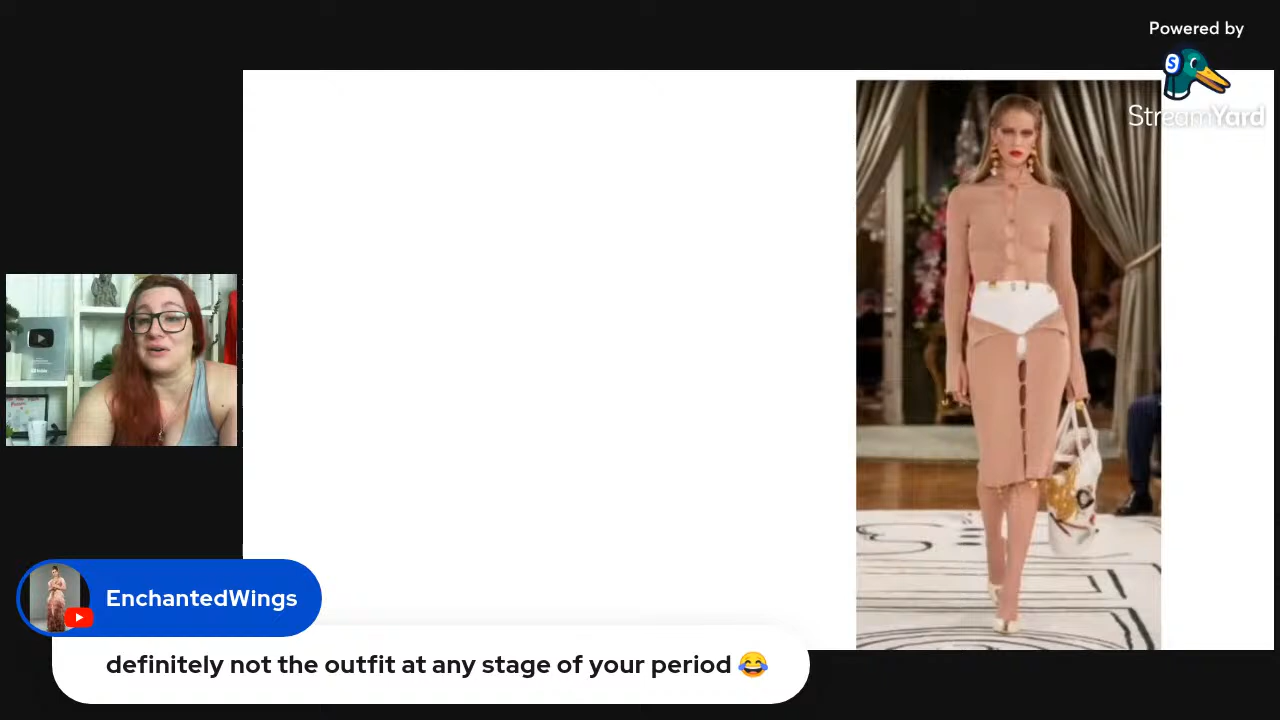 Powered by
StreamYard
EnchantedWings
definitely not the outfit at any stage of your period 😂